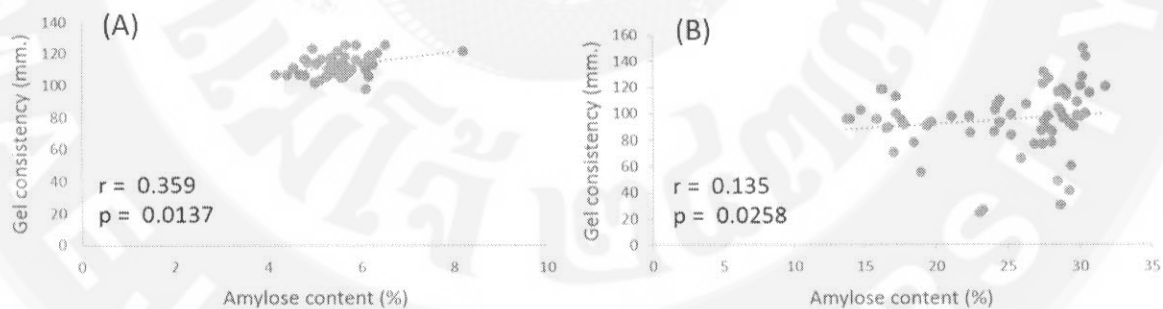 (A)
Gel consistency (mm.)
140
120
100
80
60
40
20
0
r = 0.359
p = 0.0137
0 2 4 6 8 10
Amylose content (%)
(B)
Gel consistency (mm.)
160
140
120
100
80
60
40
20
0
r = 0.135
p = 0.0258
0 5 10 15 20 25 30 35
Amylose content (%)